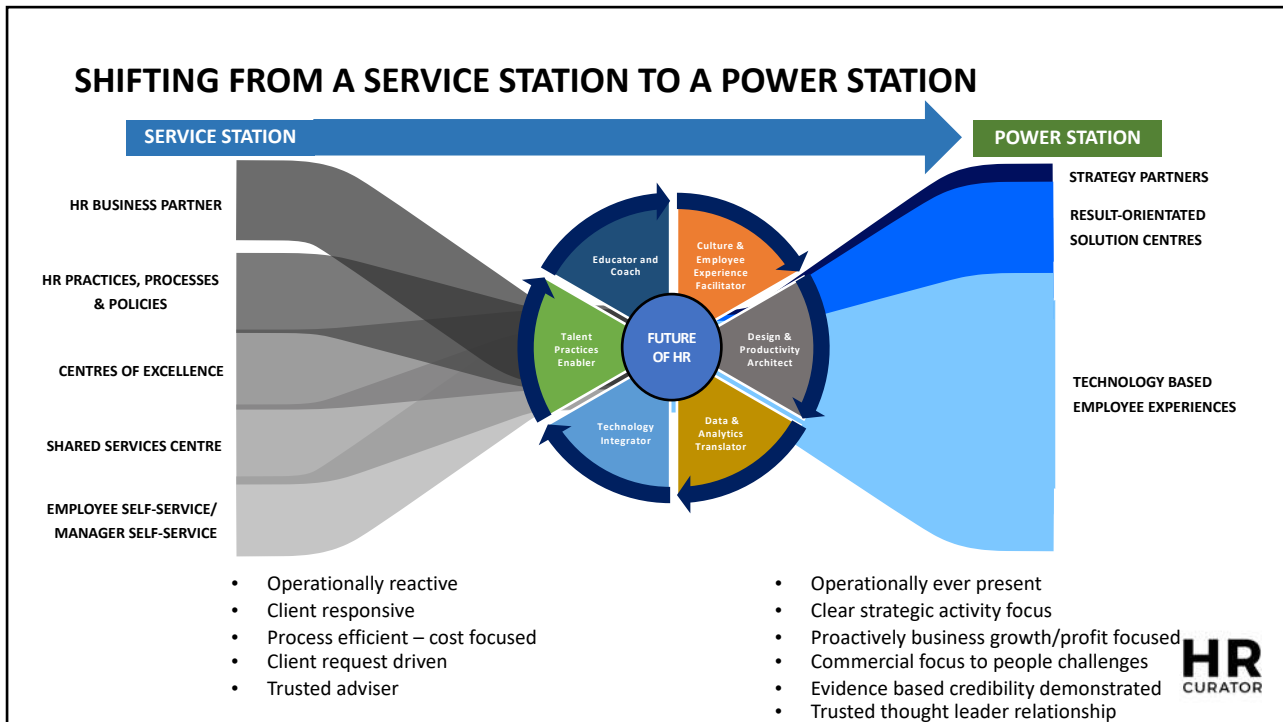 SHIFTING FROM A SERVICE STATION TO A POWER STATION
SERVICE STATION
POWER STATION
HR BUSINESS PARTNER
HR PRACTICES, PROCESSES
& POLICIES
CENTRES OF EXCELLENCE
SHARED SERVICES CENTRE
EMPLOYEE SELF-SERVICE/
MANAGER SELF-SERVICE
Educator and
Coach
Culture &
Employee
Experience
Facilitator
Talent
Practices
Enabler
FUTURE
OF HR
Design &
Productivity
Architect
Technology
Integrator
Data &
Analytics
Translator
STRATEGY PARTNERS
RESULT-ORIENTATED
SOLUTION CENTRES
TECHNOLOGY BASED
EMPLOYEE EXPERIENCES
• Operationally reactive
• Client responsive
• Process efficient – cost focused
• Client request driven
• Trusted adviser
• Operationally ever present
• Clear strategic activity focus
• Proactively business growth/profit focused
• Commercial focus to people challenges
• Evidence based credibility demonstrated
• Trusted thought leader relationship
HR
CURATOR